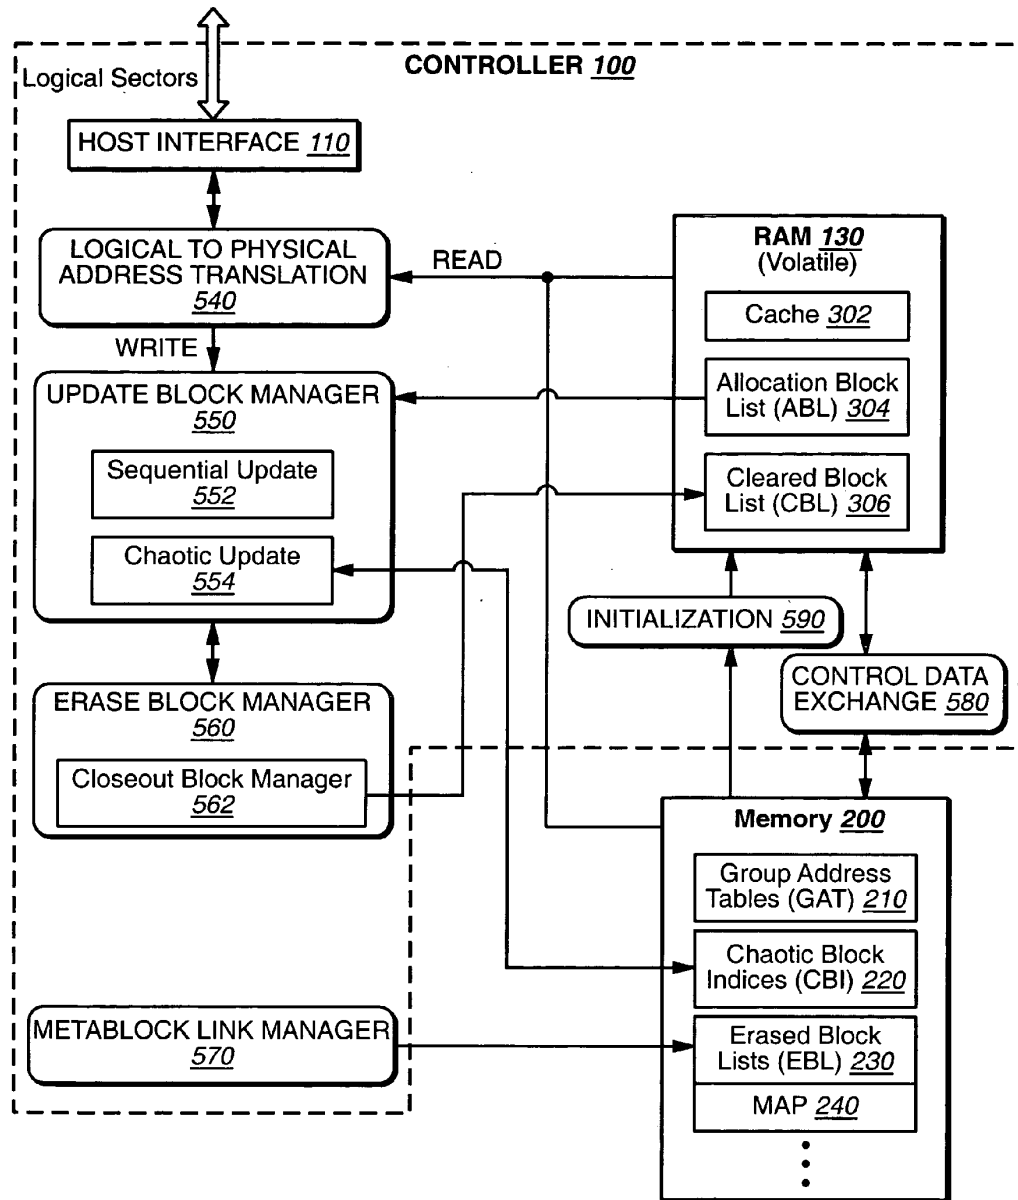 CONTROLLER 100
Logical Sectors
HOST INTERFACE 110
LOGICAL TO PHYSICAL
ADDRESS TRANSLATION
540
READ
WRITE
UPDATE BLOCK MANAGER
550
Sequential Update
552
Chaotic Update
554
ERASE BLOCK MANAGER
560
Closeout Block Manager
562
METABLOCK LINK MANAGER
570
RAM 130
(Volatile)
Cache 302
Allocation Block
List (ABL) 304
Cleared Block
List (CBL) 306
INITIALIZATION 590
CONTROL DATA
EXCHANGE 580
Memory 200
Group Address
Tables (GAT) 210
Chaotic Block
Indices (CBI) 220
Erased Block
Lists (EBL) 230
MAP 240